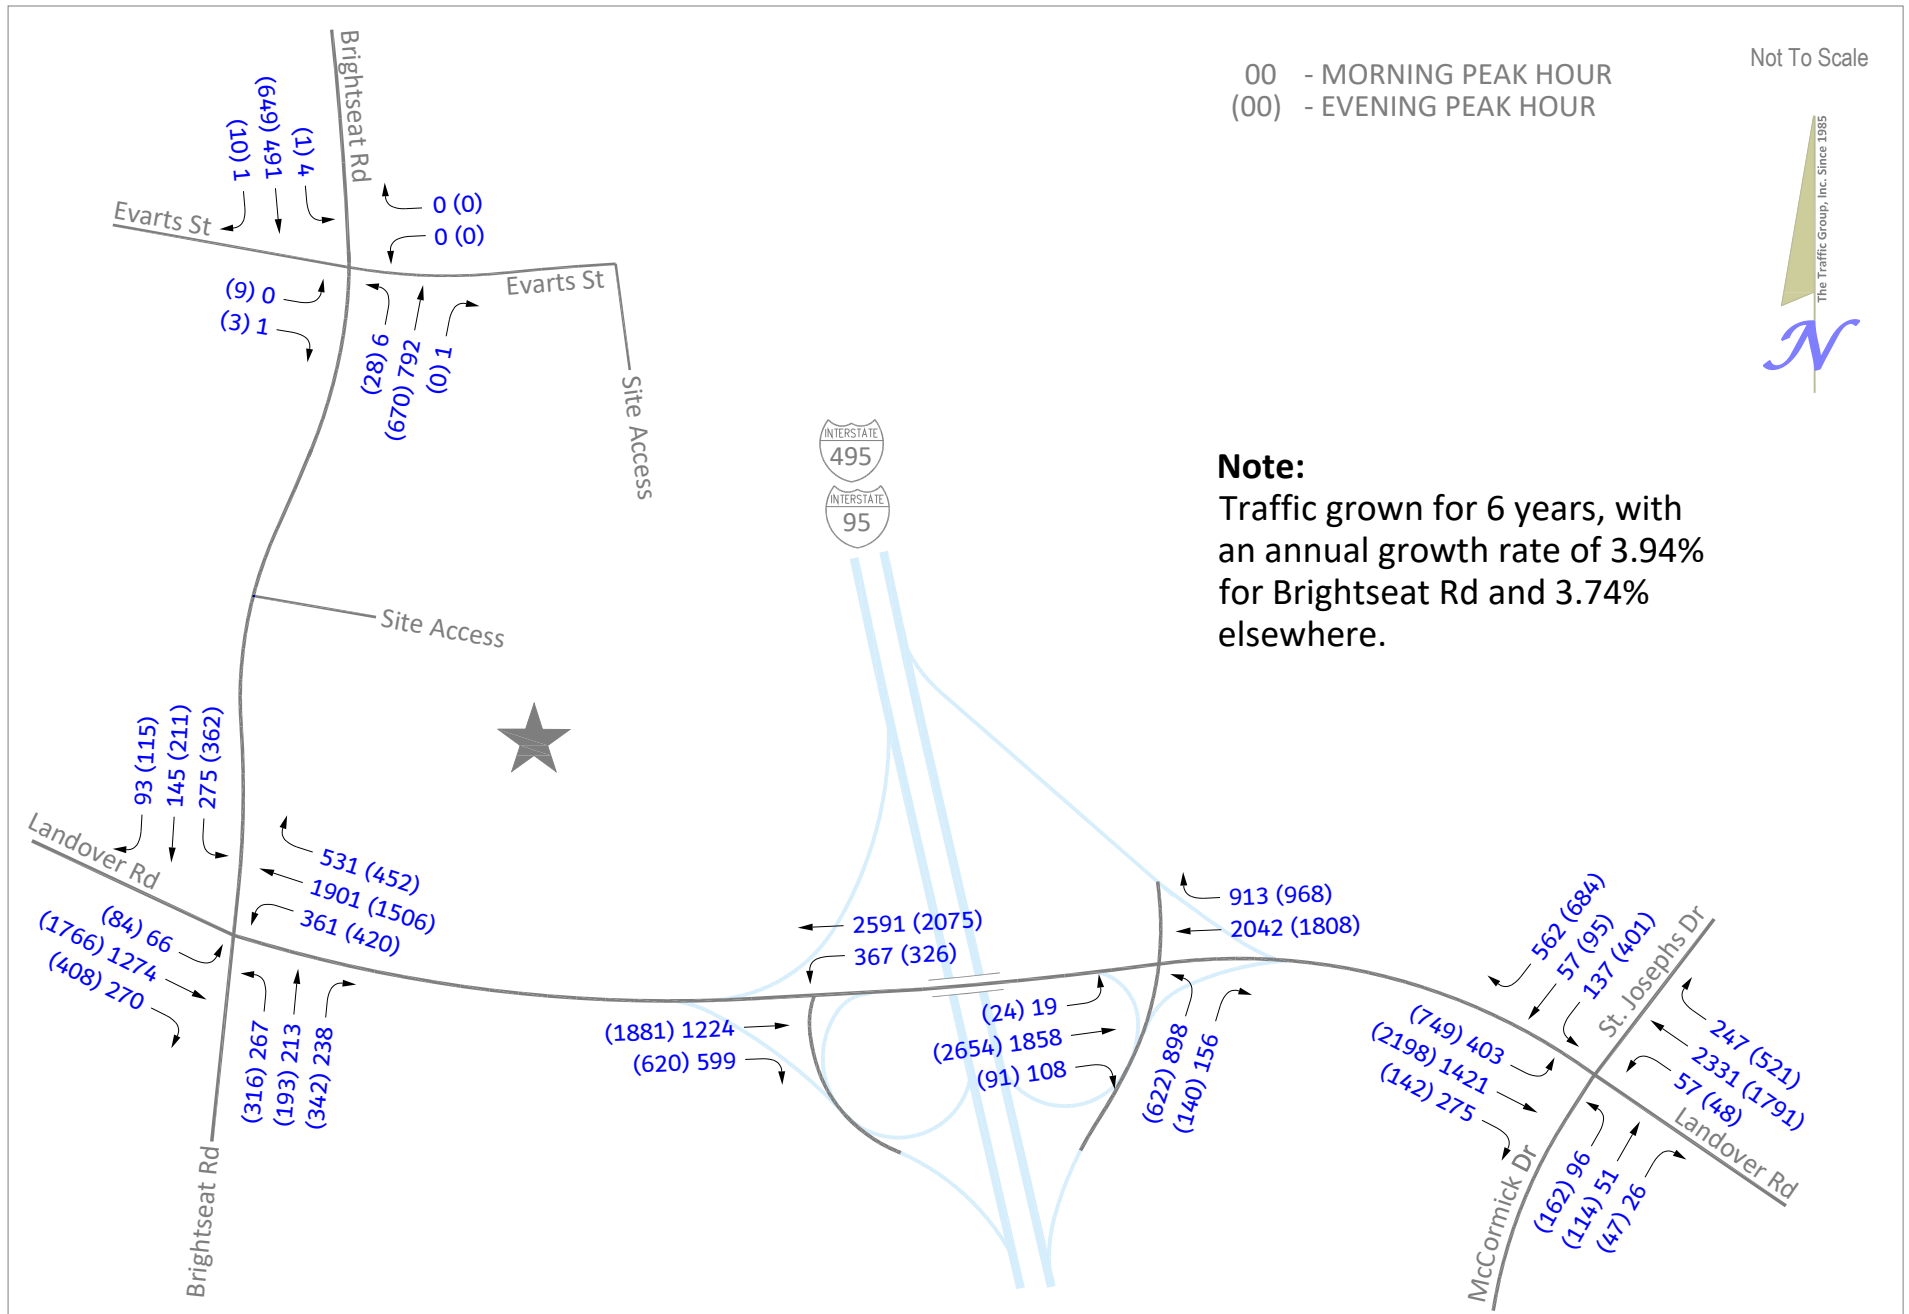 00 - MORNING PEAK HOUR
(00) - EVENING PEAK HOUR
Not To Scale
The Traffic Group, Inc. Since 1985
N
Brightseat Rd
(10) 1
(649) 491
(1) 4
0 (0)
0 (0)
Evarts St
Evarts St
(9) 0
(3) 1
(28) 6
(670) 792
(0) 1
Site Access
INTERSTATE
495
INTERSTATE
95
Note:
Traffic grown for 6 years, with
an annual growth rate of 3.94%
for Brightseat Rd and 3.74%
elsewhere.
Site Access
93 (115)
145 (211)
275 (362)
Landover Rd
531 (452)
1901 (1506)
361 (420)
(84) 66
(1766) 1274
(408) 270
(316) 267
(193) 213
(342) 238
Brightseat Rd
2591 (2075)
367 (326)
(1881) 1224
(620) 599
913 (968)
2042 (1808)
(24) 19
(2654) 1858
(91) 108
(622) 898
(140) 156
562 (684)
57 (95)
137 (401)
St. Josephs Dr
(749) 403
(2198) 1421
(142) 275
247 (521)
2331 (1791)
57 (48)
Landover Rd
(162) 96
(114) 51
(47) 26
McCormick Dr